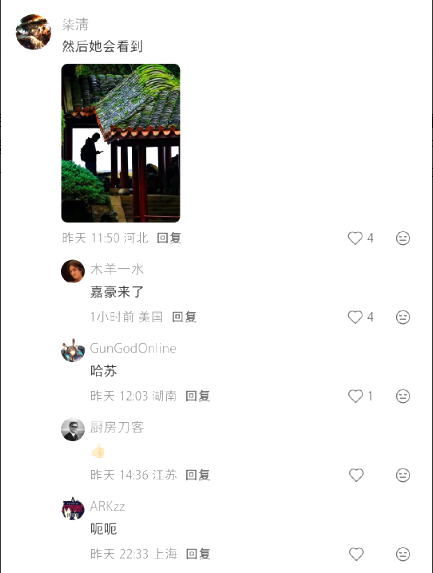 柒清
然后她会看到
昨天 11:50 河北 回复
4
木羊一水
嘉豪来了
1小时前 美国 回复
4
GunGodOnline
哈苏
昨天 12:03 湖南 回复
1
厨房刀客
👍
昨天 14:36 江苏 回复
ARKzz
呃呃
昨天 22:33 上海 回复